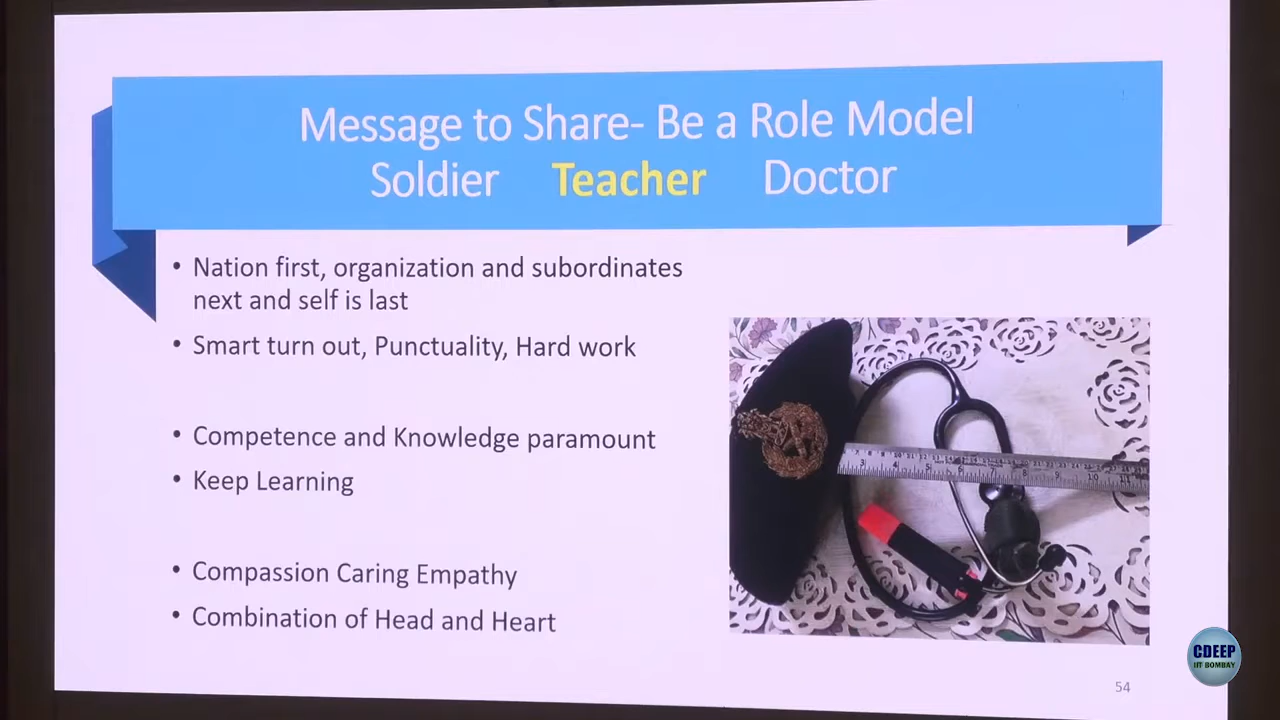 Message to Share- Be a Role Model
Soldier Teacher Doctor
• Nation first, organization and subordinates
next and self is last
• Smart turn out, Punctuality, Hard work
• Competence and Knowledge paramount
• Keep Learning
• Compassion Caring Empathy
• Combination of Head and Heart
54
CDEEP
IIT BOMBAY